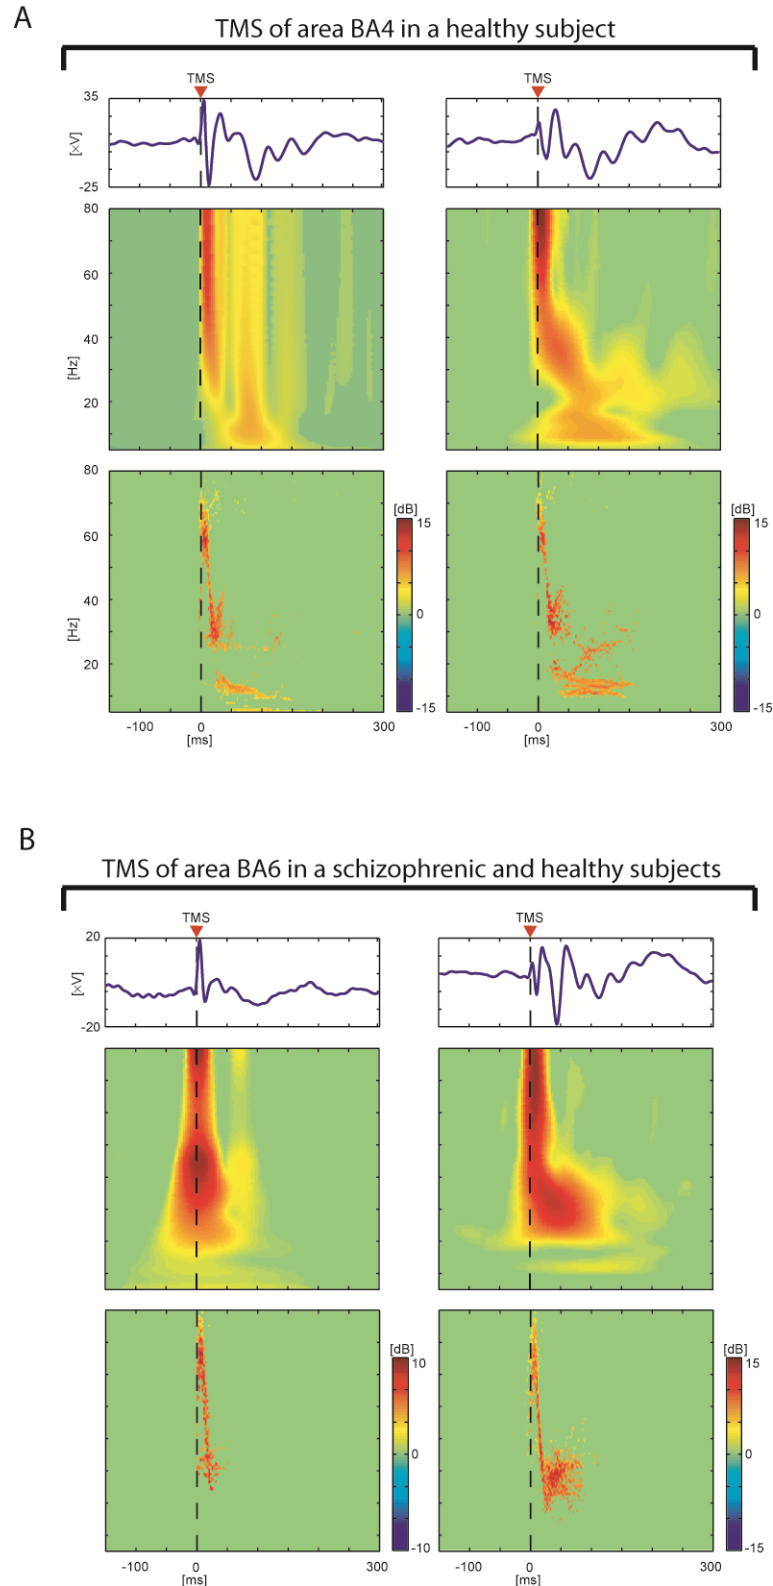 A
TMS of area BA4 in a healthy subject
TMS TMS
35
[×V]
-25
80
60
40
[Hz]
20
80
[dB] [dB]
60 15 15
40 0 0
[Hz]
20
-15 -15
-100 0 300 -100 0 300
[ms] [ms]
B
TMS of area BA6 in a schizophrenic and healthy subjects
TMS TMS
20
[×V]
-20
[dB] [dB]
10 15
0 0
-10 -15
-100 0 300 -100 0 300
[ms] [ms]